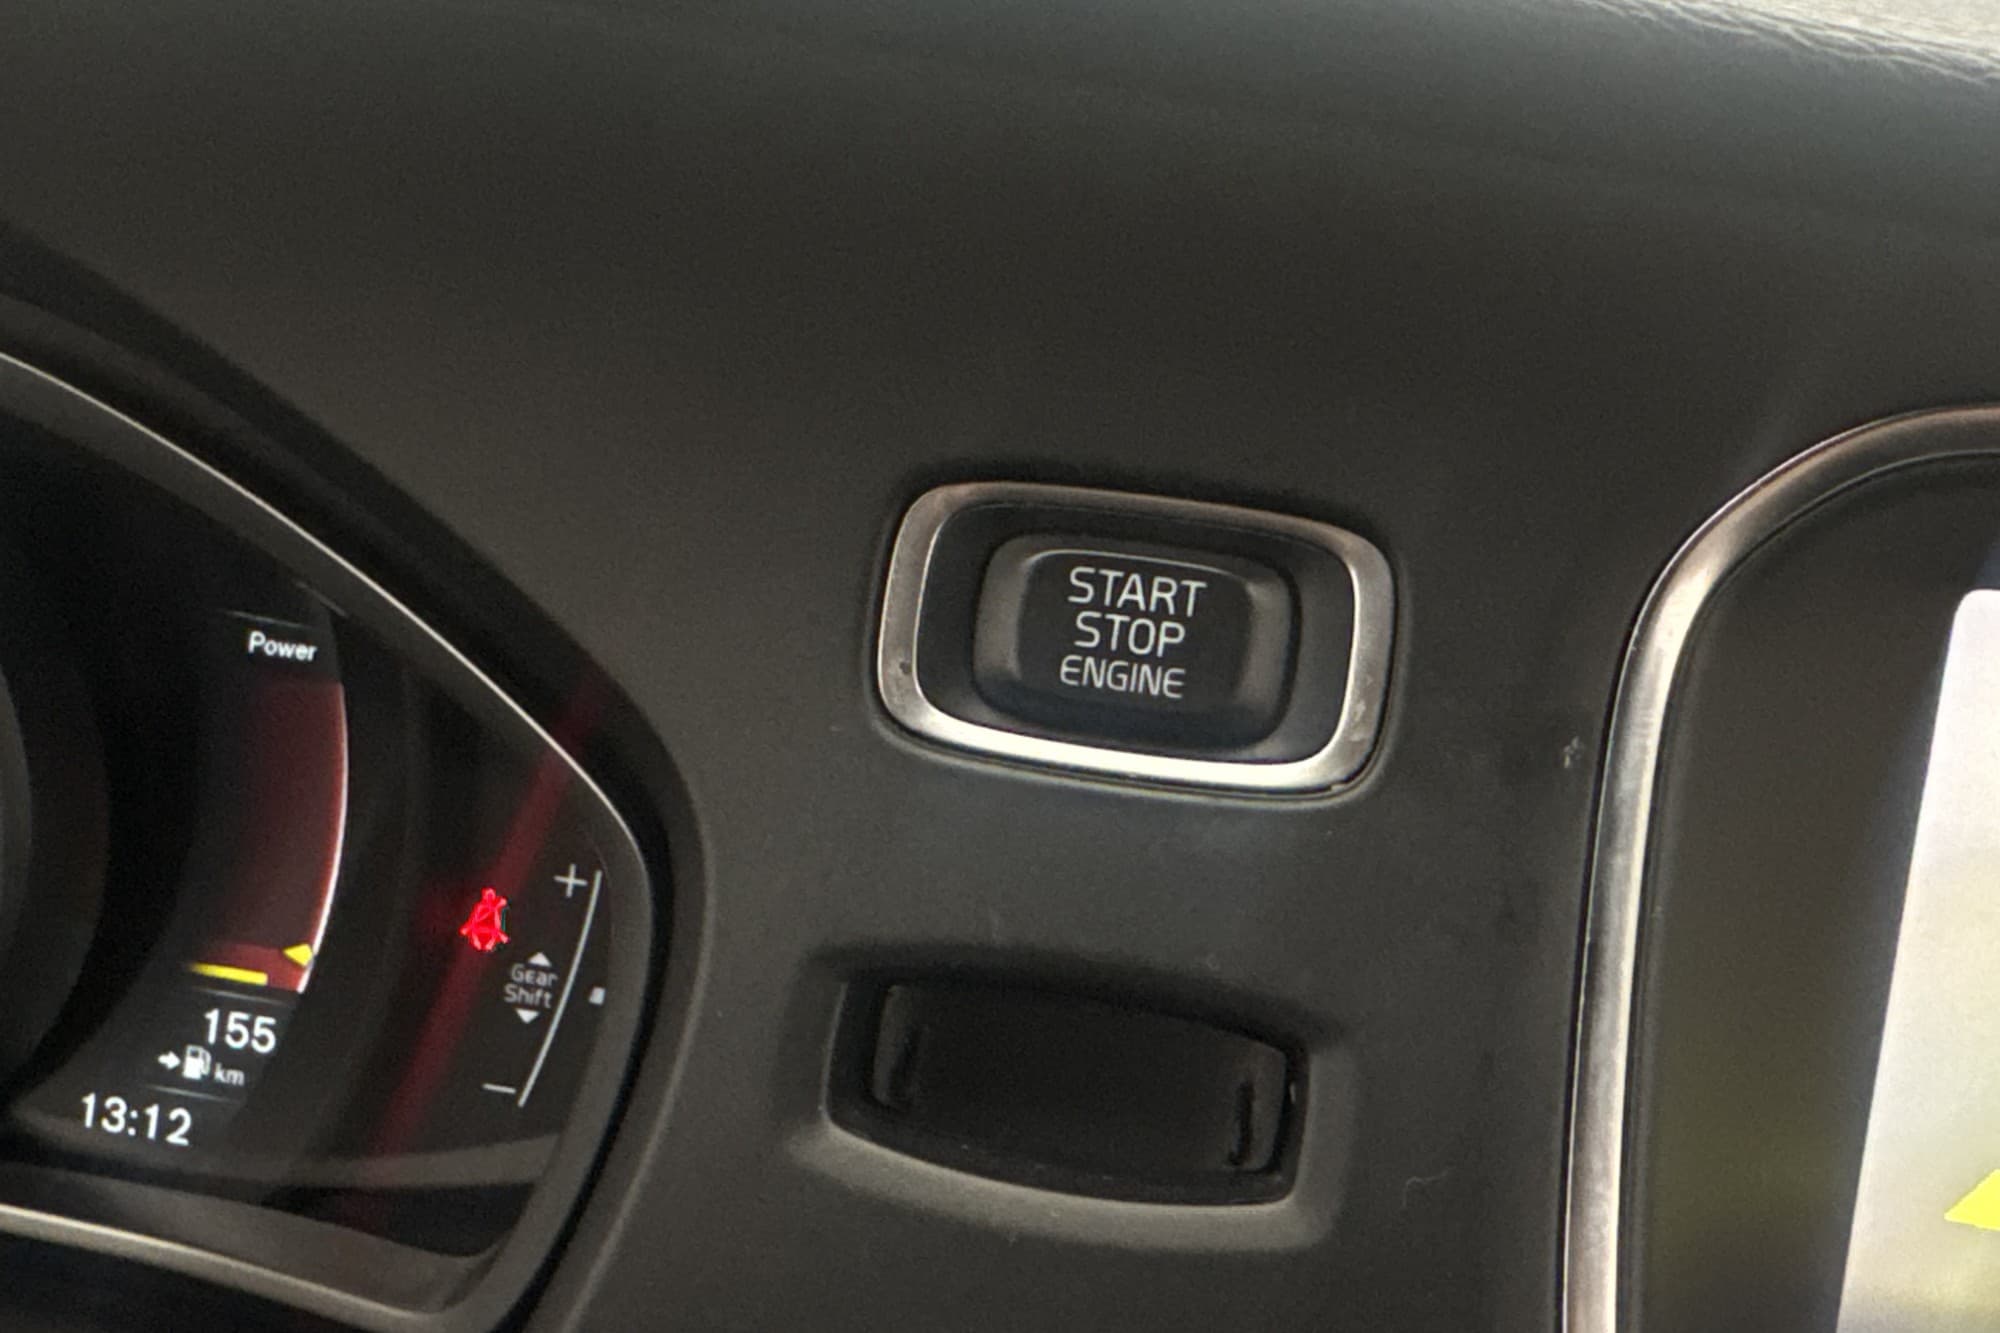 Power
155
km
13:12
Gear
Shift
START
STOP
ENGINE